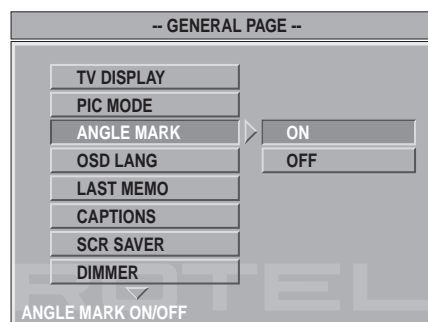 -- GENERAL PAGE --
TV DISPLAY
PIC MODE
ANGLE MARK
ON
OSD LANG
OFF
LAST MEMO
CAPTIONS
SCR SAVER
DIMMER
ROTEL
ANGLE MARK ON/OFF